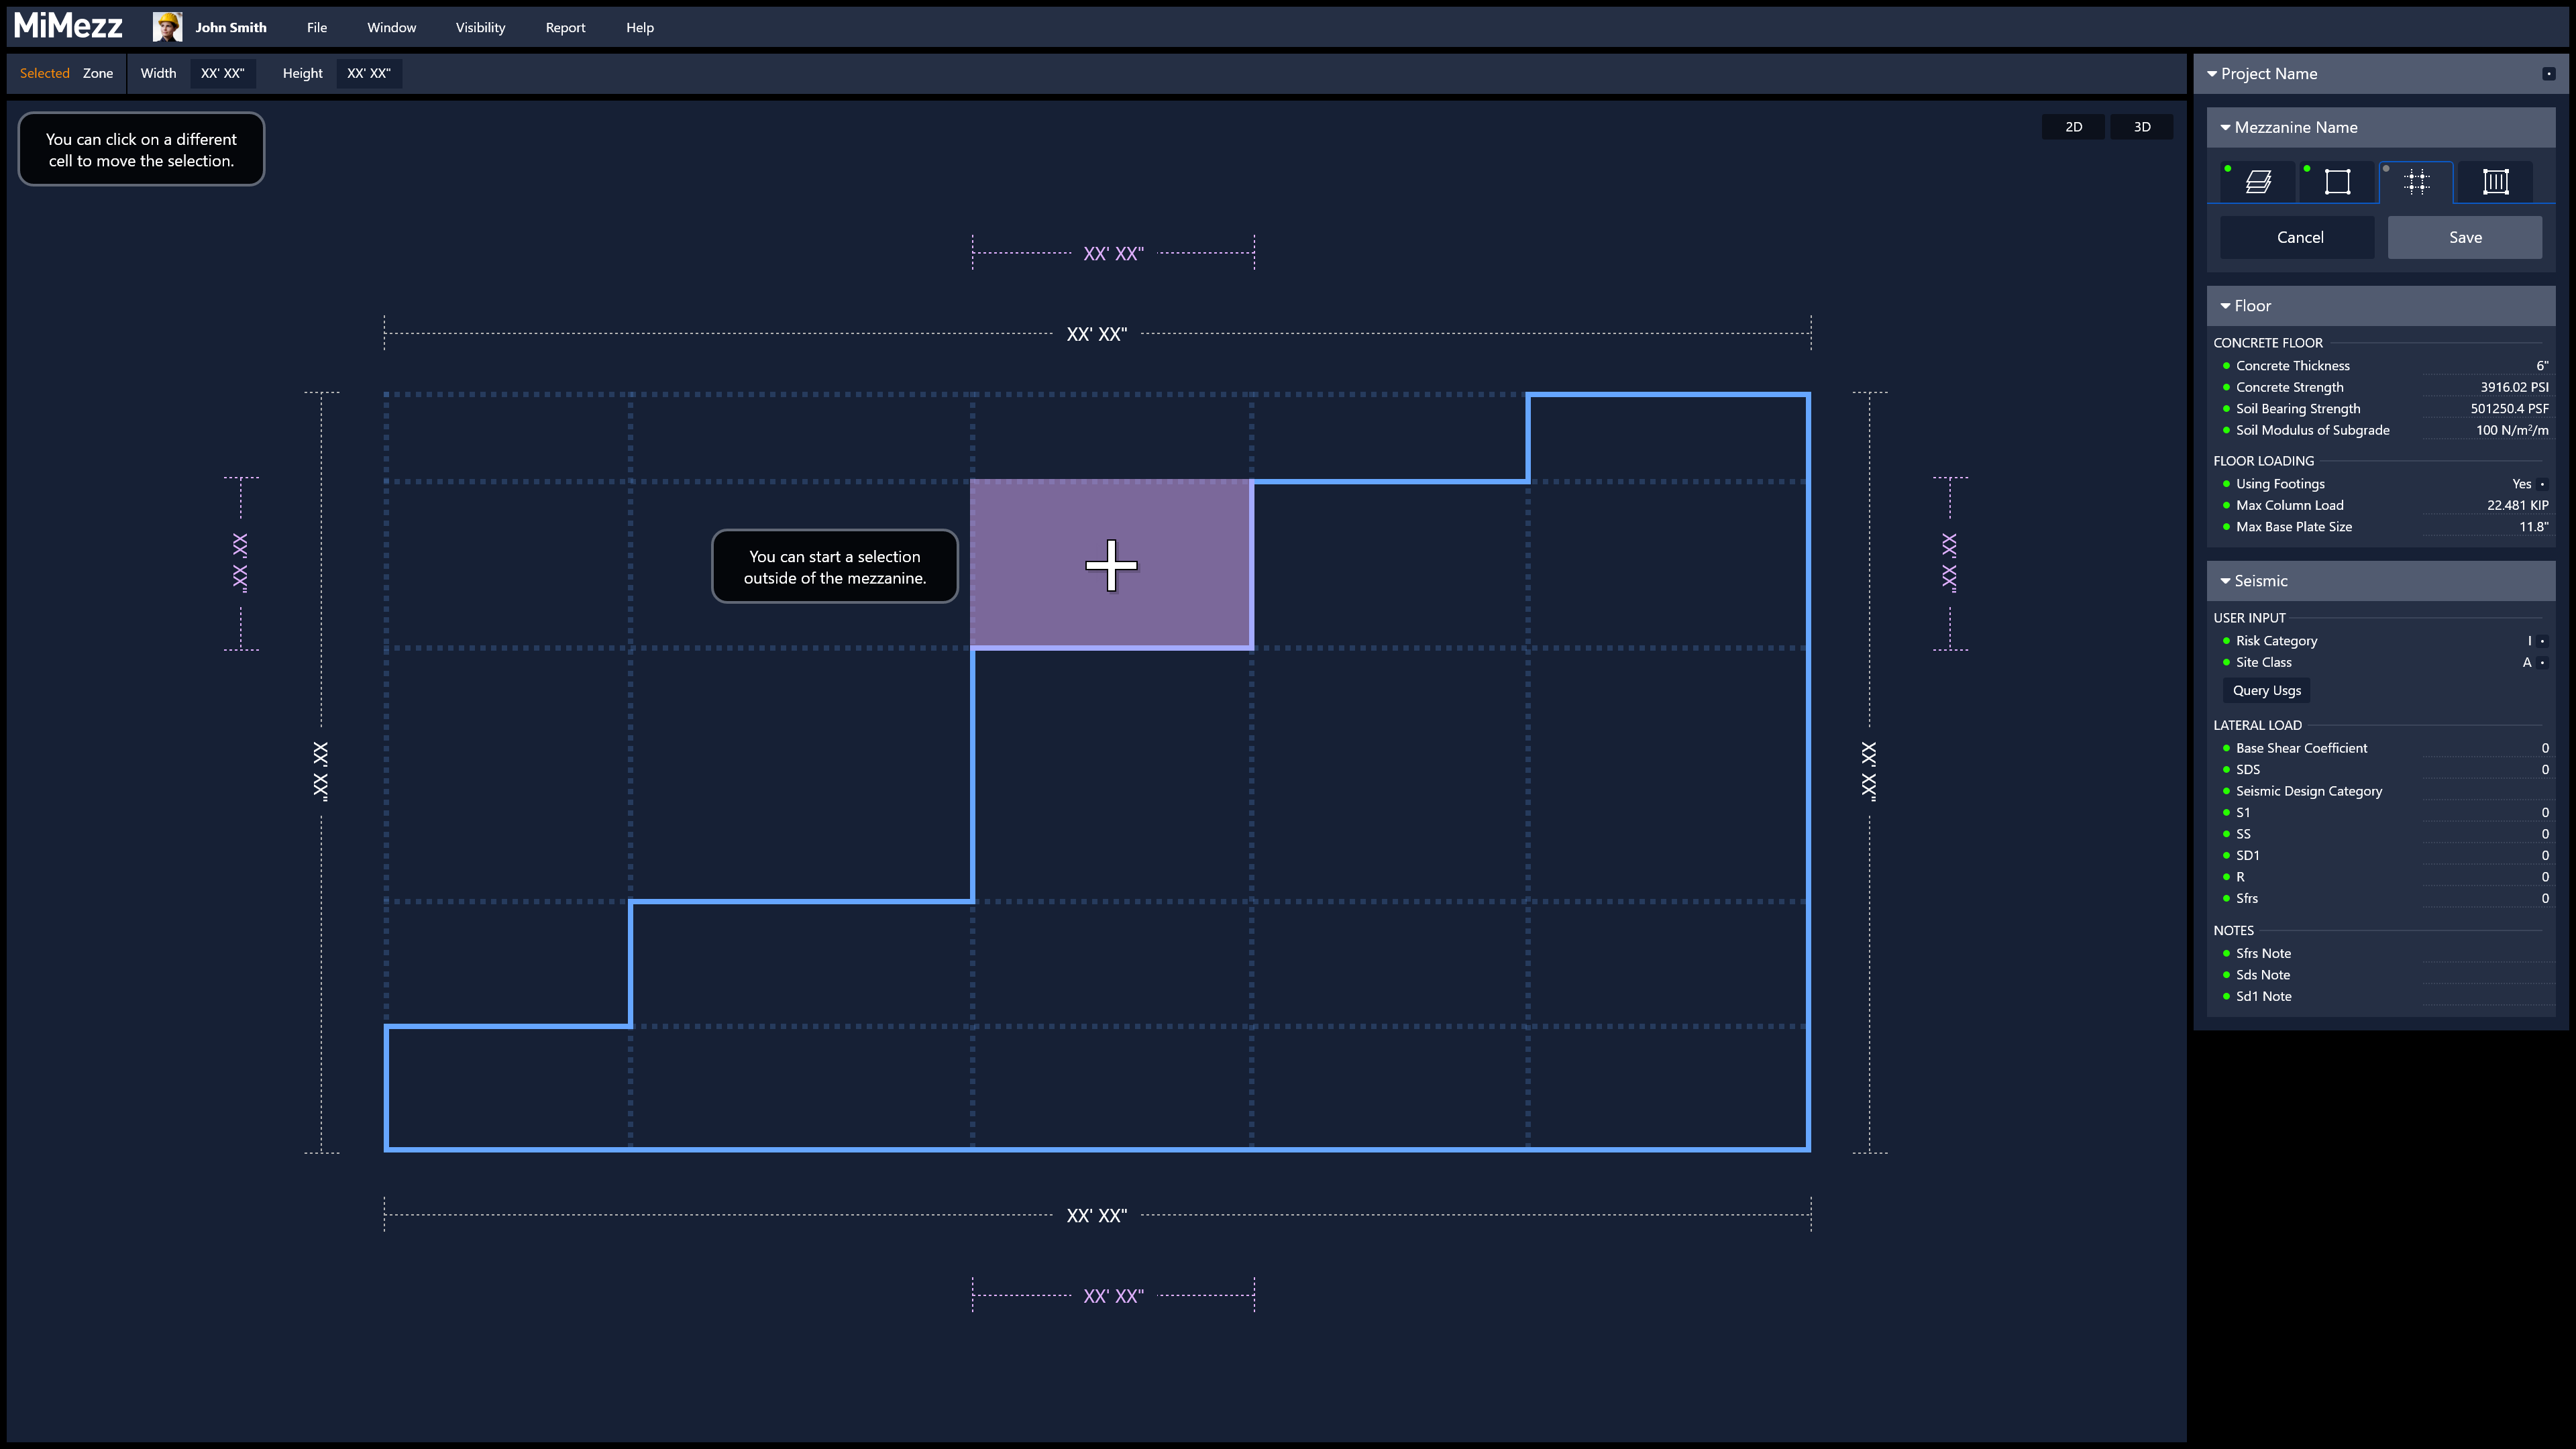 MiMezz
John Smith
File
Window
Visibility
Report
Help
Selected Zone
Width XX' XX"
Height XX' XX"
You can click on a different
cell to move the selection.
2D
3D
XX' XX"
XX' XX"
XX' XX"
XX' XX"
You can start a selection
outside of the mezzanine.
XX' XX"
XX' XX"
XX' XX"
XX' XX"
Project Name
Mezzanine Name
Cancel
Save
Floor
CONCRETE FLOOR
Concrete Thickness 6"
Concrete Strength 3916.02 PSI
Soil Bearing Strength 501250.4 PSF
Soil Modulus of Subgrade 100 N/m²/m
FLOOR LOADING
Using Footings Yes
Max Column Load 22.481 KIP
Max Base Plate Size 11.8"
Seismic
USER INPUT
Risk Category I
Site Class A
Query Usgs
LATERAL LOAD
Base Shear Coefficient 0
SDS 0
Seismic Design Category
S1 0
SS 0
SD1 0
R 0
Sfrs 0
NOTES
Sfrs Note
Sds Note
Sd1 Note